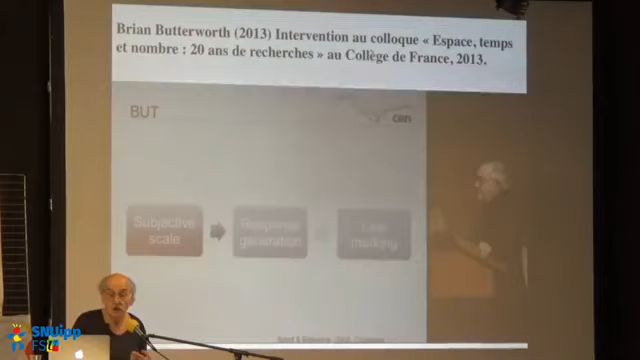 Brian Butterworth (2013) Intervention au colloque « Espace, temps
et nombre : 20 ans de recherches » au Collège de France, 2013.
BUT
Subjective
scale
Response
generation
marking
SNUipp
FSU